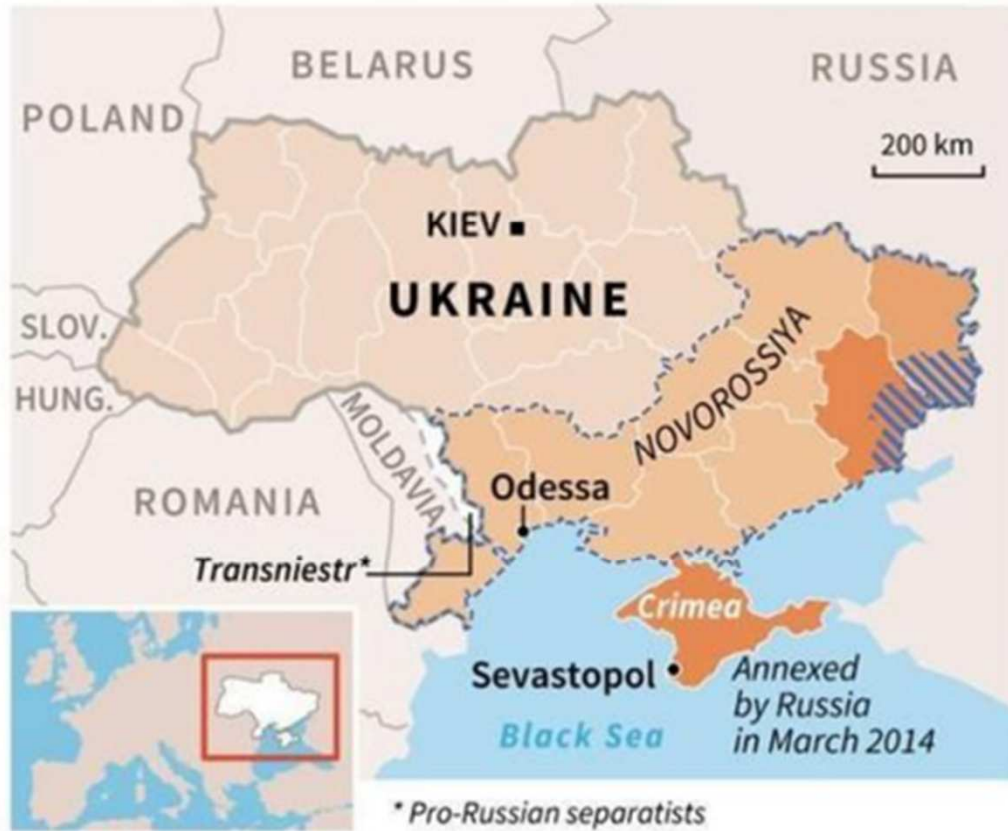 BELARUS
RUSSIA
POLAND
200 km
KIEV
UKRAINE
SLOV.
HUNG.
NOVOROSSIYA
MOLDAVIA
ROMANIA
Odessa
Transniestr*
Crimea
Sevastopol
Annexed
by Russia
in March 2014
Black Sea
* Pro-Russian separatists